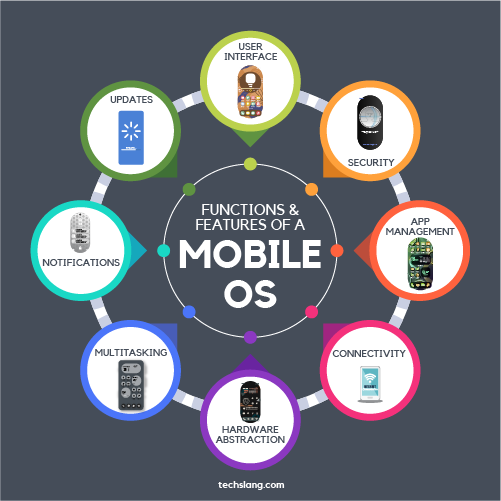 USER
INTERFACE
SECURITY
APP
MANAGEMENT
CONNECTIVITY
HARDWARE
ABSTRACTION
MULTITASKING
NOTIFICATIONS
UPDATES
FUNCTIONS &
FEATURES OF A
MOBILE
OS
techslang.com